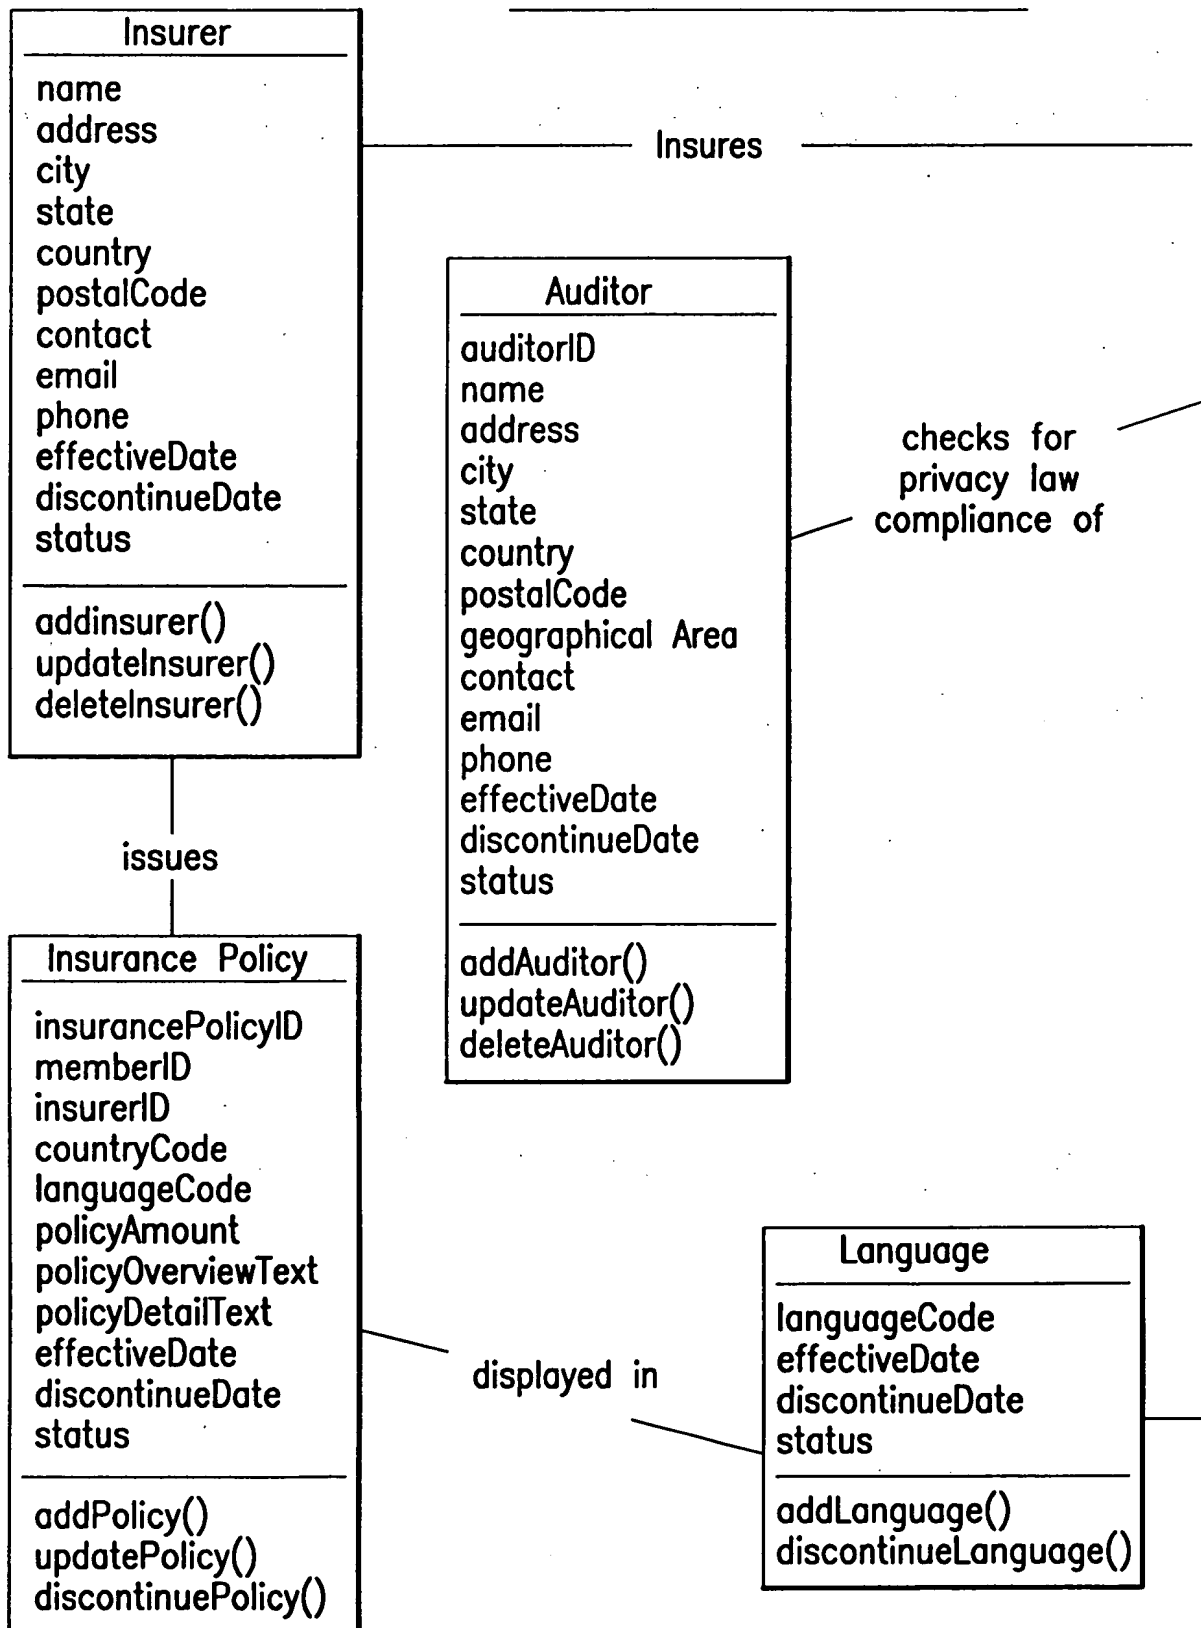 Insurer
name
address
city
state
country
postalCode
contact
email
phone
effectiveDate
discontinueDate
status
addinsurer()
updateInsurer()
deleteInsurer()
Insures
Auditor
auditorID
name
address
city
state
country
postalCode
geographical Area
contact
email
phone
effectiveDate
discontinueDate
status
addAuditor()
updateAuditor()
deleteAuditor()
checks for
privacy law
compliance of
issues
Insurance Policy
insurancePolicyID
memberID
insurerID
countryCode
languageCode
policyAmount
policyOverviewText
policyDetailText
effectiveDate
discontinueDate
status
addPolicy()
updatePolicy()
discontinuePolicy()
displayed in
Language
languageCode
effectiveDate
discontinueDate
status
addLanguage()
discontinueLanguage()